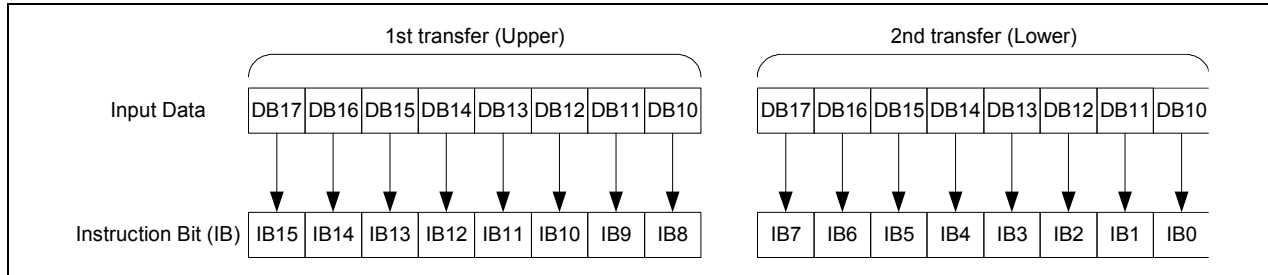 1st transfer (Upper) 2nd transfer (Lower)
Input Data DB17 DB16 DB15 DB14 DB13 DB12 DB11 DB10 DB17 DB16 DB15 DB14 DB13 DB12 DB11 DB10
Instruction Bit (IB) IB15 IB14 IB13 IB12 IB11 IB10 IB9 IB8 IB7 IB6 IB5 IB4 IB3 IB2 IB1 IB0